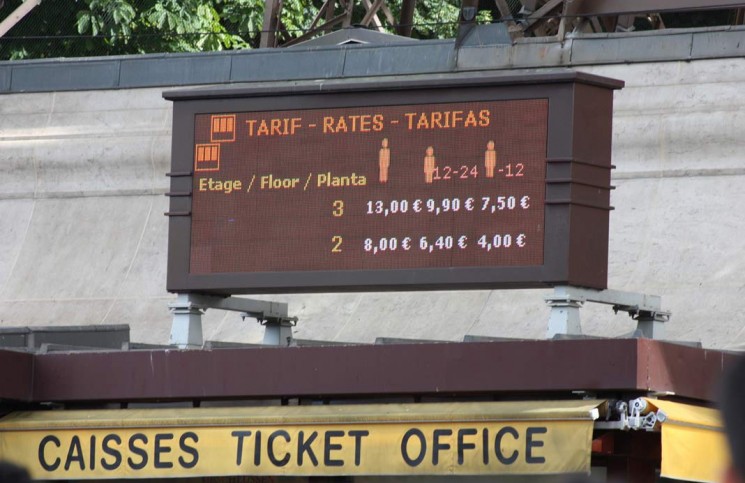 TARIF - RATES - TARIFAS
12-24 -12
Etage / Floor / Planta
3 13,00 € 9,90 € 7,50 €
2 8,00 € 6,40 € 4,00 €
CAISSES TICKET OFFICE